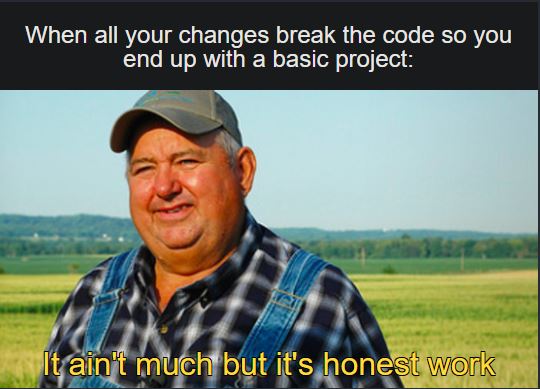 When all your changes break the code so you
end up with a basic project:
It ain't much but it's honest work